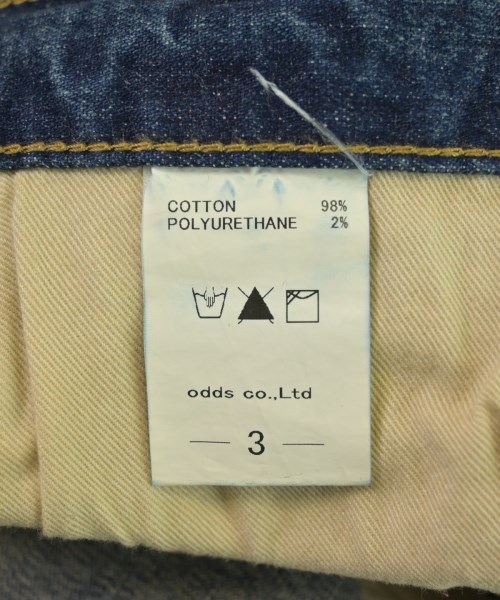 COTTON 98%
POLYURETHANE 2%
odds co.,Ltd
— 3 —